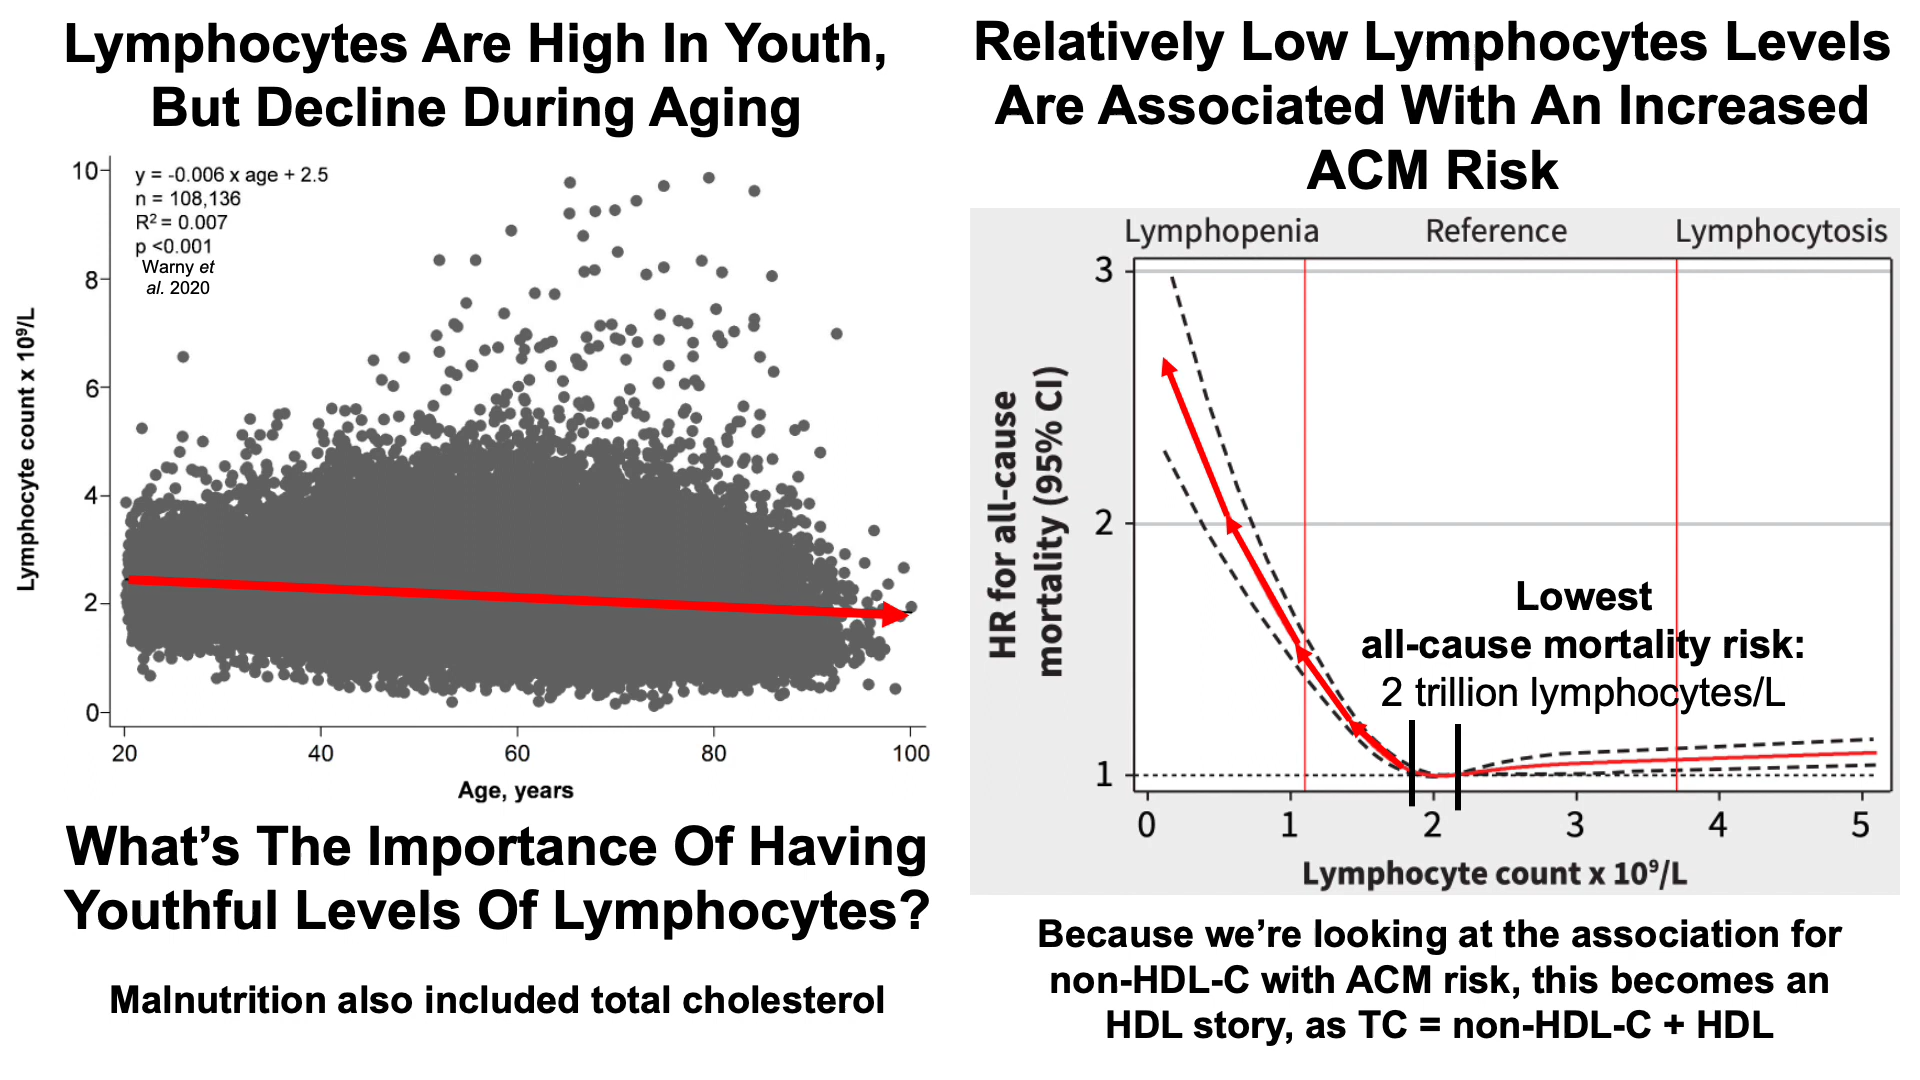 Lymphocytes Are High In Youth,
But Decline During Aging
10
8
6
4
2
0
y = -0.006 x age + 2.5
n = 108,136
R² = 0.007
p <0.001
Warny et
al. 2020
Lymphocyte count x 10⁹/L
20 40 60 80 100
Age, years
What’s The Importance Of Having
Youthful Levels Of Lymphocytes?
Malnutrition also included total cholesterol
Relatively Low Lymphocytes Levels
Are Associated With An Increased
ACM Risk
Lymphopenia Reference Lymphocytosis
3
2
1
HR for all-cause
mortality (95% CI)
Lowest
all-cause mortality risk:
2 trillion lymphocytes/L
0 1 2 3 4 5
Lymphocyte count x 10⁹/L
Because we’re looking at the association for
non-HDL-C with ACM risk, this becomes an
HDL story, as TC = non-HDL-C + HDL